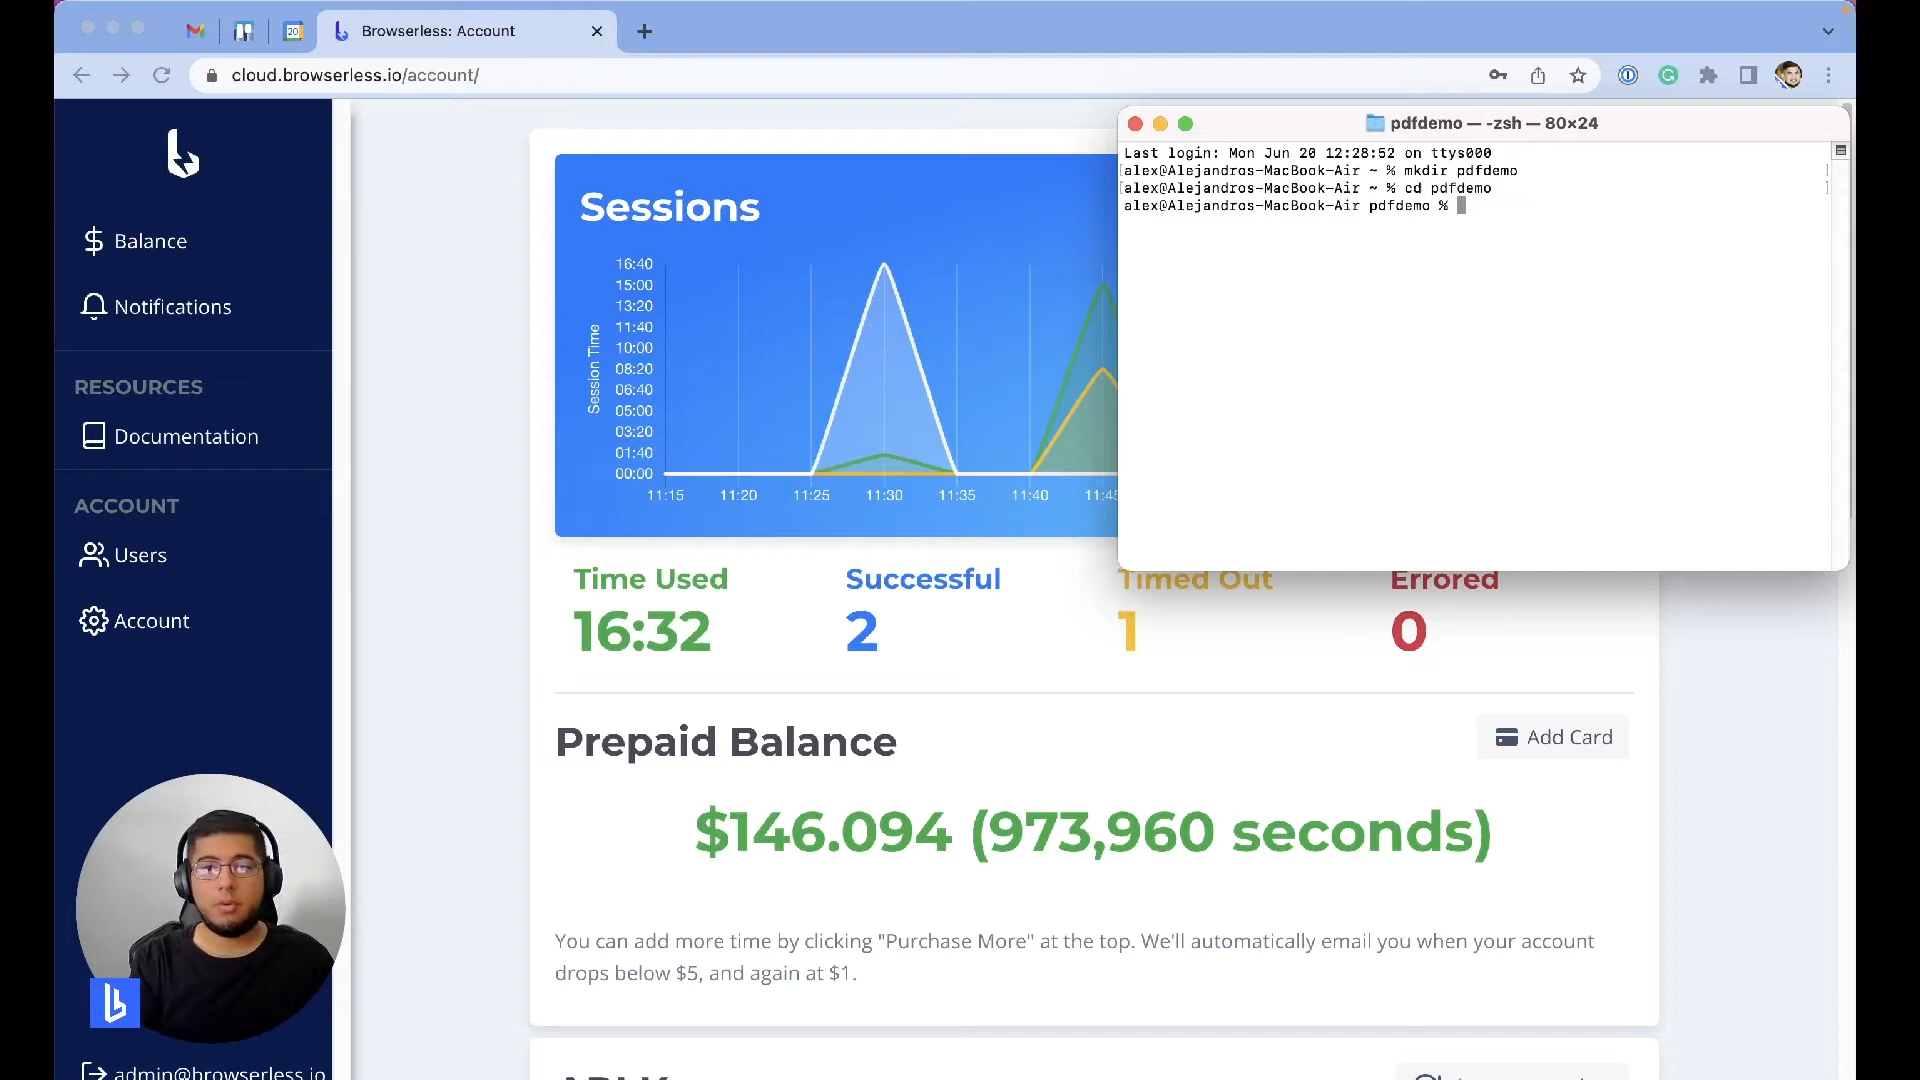 Browserless: Account
cloud.browserless.io/account/
20
Balance
Notifications
RESOURCES
Documentation
ACCOUNT
Users
Account
admin@browserless.io
Sessions
Session Time
16:40
15:00
13:20
11:40
10:00
08:20
06:40
05:00
03:20
01:40
00:00
11:15
11:20
11:25
11:30
11:35
11:40
11:45
pdfdemo — -zsh — 80×24
Last login: Mon Jun 20 12:28:52 on ttys000
[alex@Alejandros-MacBook-Air ~ % mkdir pdfdemo ]
[alex@Alejandros-MacBook-Air ~ % cd pdfdemo ]
alex@Alejandros-MacBook-Air pdfdemo %
Time Used
16:32
Successful
2
Timed Out
1
Errored
0
Prepaid Balance
Add Card
$146.094 (973,960 seconds)
You can add more time by clicking "Purchase More" at the top. We'll automatically email you when your account
drops below $5, and again at $1.